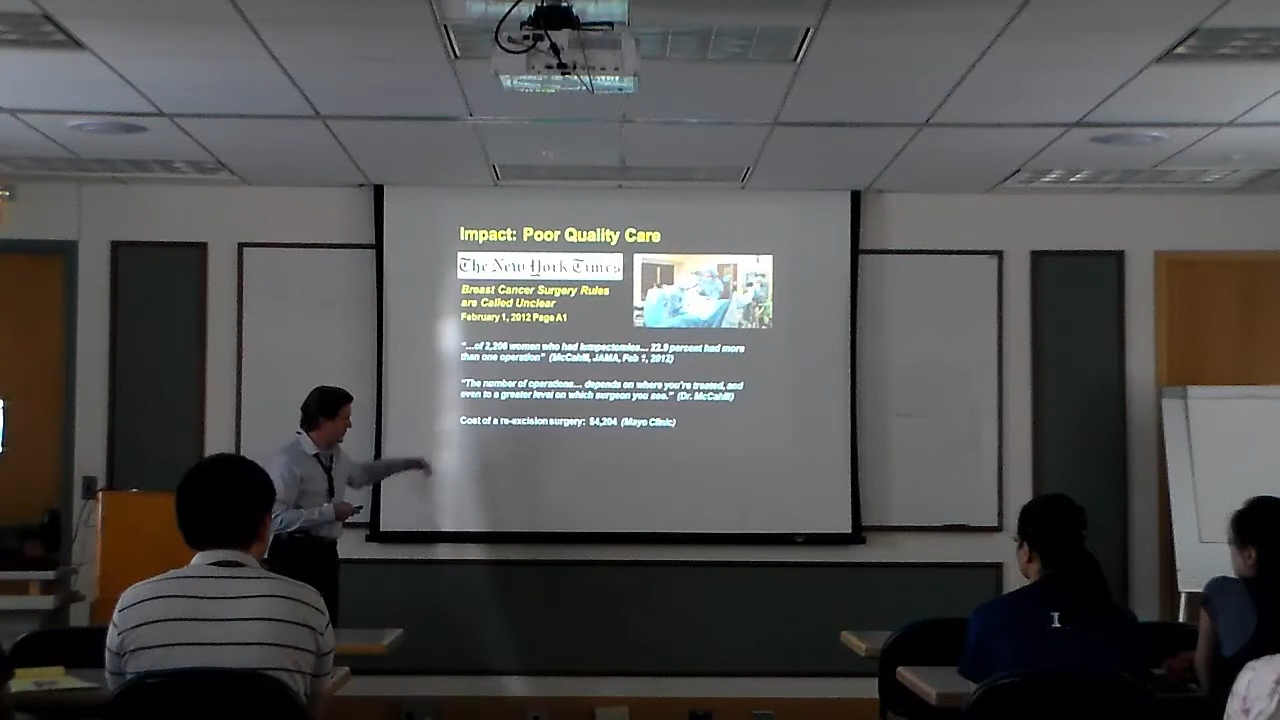 Impact: Poor Quality Care
The New York Times
Breast Cancer Surgery Rules
are Called Unclear
February 1, 2012 Page A1
"...of 2,206 women who had lumpectomies... 22.9 percent had more
than one operation" (McCahill, JAMA, Feb 1, 2012)
"The number of operations... depends on where you're treated, and
even to a greater level on which surgeon you see." (Dr. McCahill)
Cost of a re-excision surgery: $4,204 (Mayo Clinic)
I